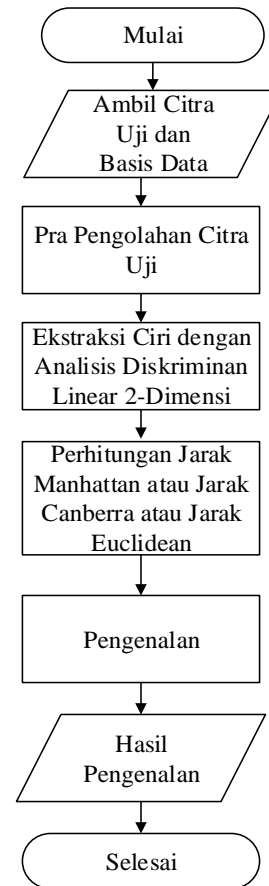 Mulai
Ambil Citra
Uji dan
Basis Data
Pra Pengolahan Citra
Uji
Ekstraksi Ciri dengan
Analisis Diskriminan
Linear 2-Dimensi
Perhitungan Jarak
Manhattan atau Jarak
Canberra atau Jarak
Euclidean
Pengenalan
Hasil
Pengenalan
Selesai